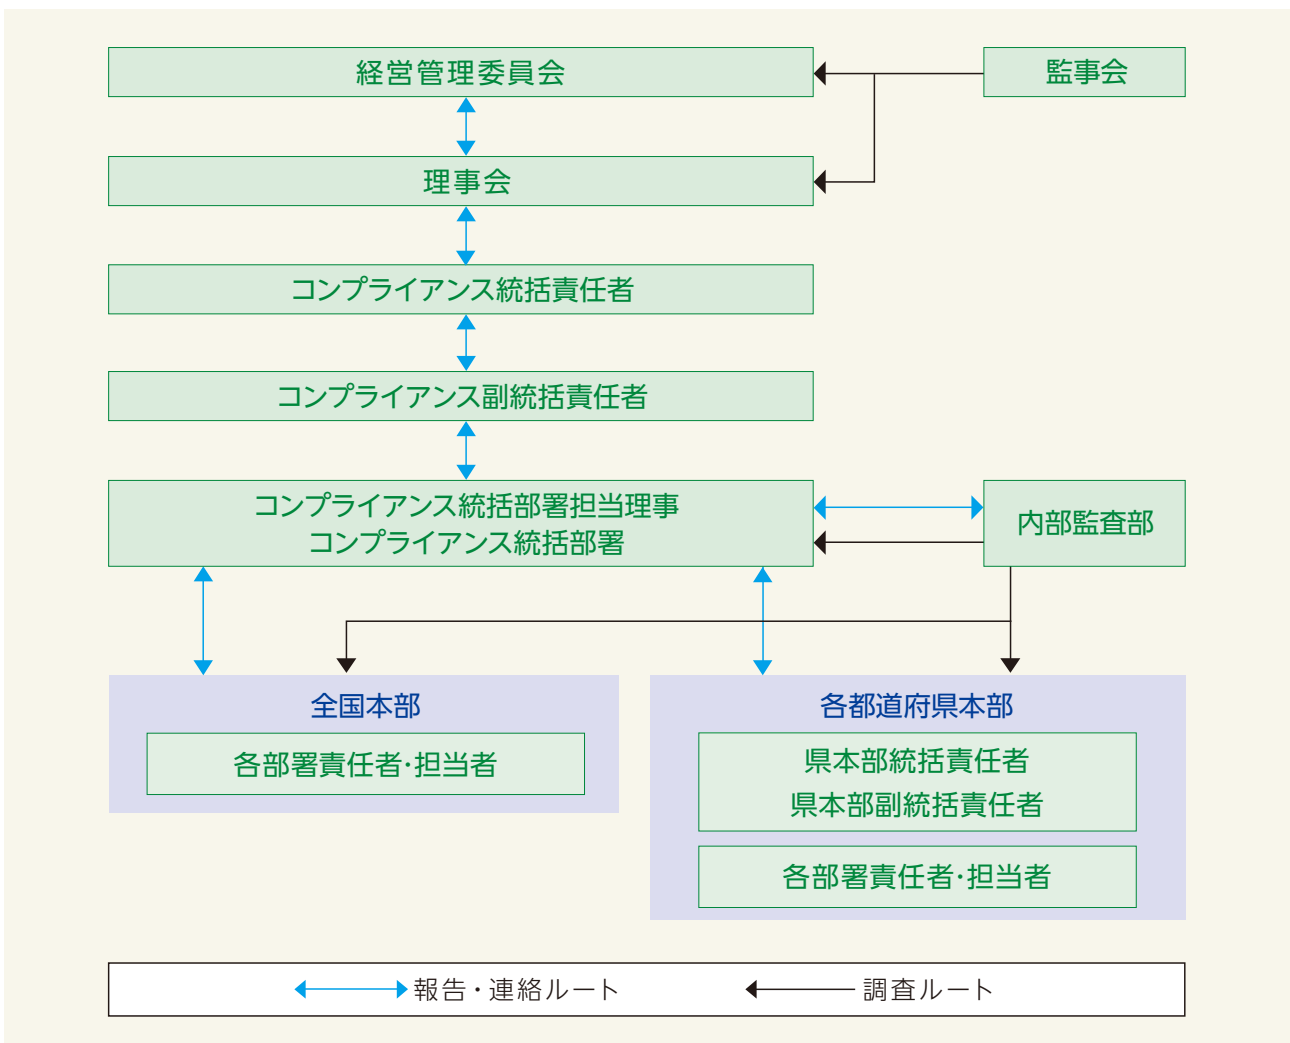 経営管理委員会
監事会
理事会
コンプライアンス統括責任者
コンプライアンス副統括責任者
コンプライアンス統括部署担当理事
コンプライアンス統括部署
内部監査部
全国本部
各部署責任者・担当者
各都道府県本部
県本部統括責任者
県本部副統括責任者
各部署責任者・担当者
報告・連絡ルート
調査ルート